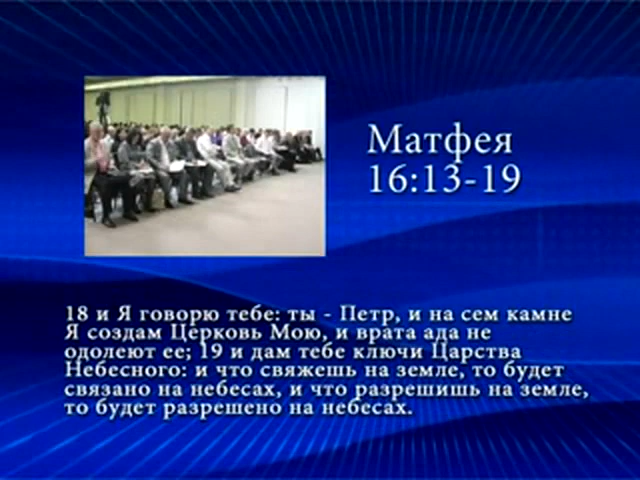 Матфея
16:13-19
18 и Я говорю тебе: ты - Петр, и на сем камне
Я создам Церковь Мою, и врата ада не
одолеют ее; 19 и дам тебе ключи Царства
Небесного: и что свяжешь на земле, то будет
связано на небесах, и что разрешишь на земле,
то будет разрешено на небесах.